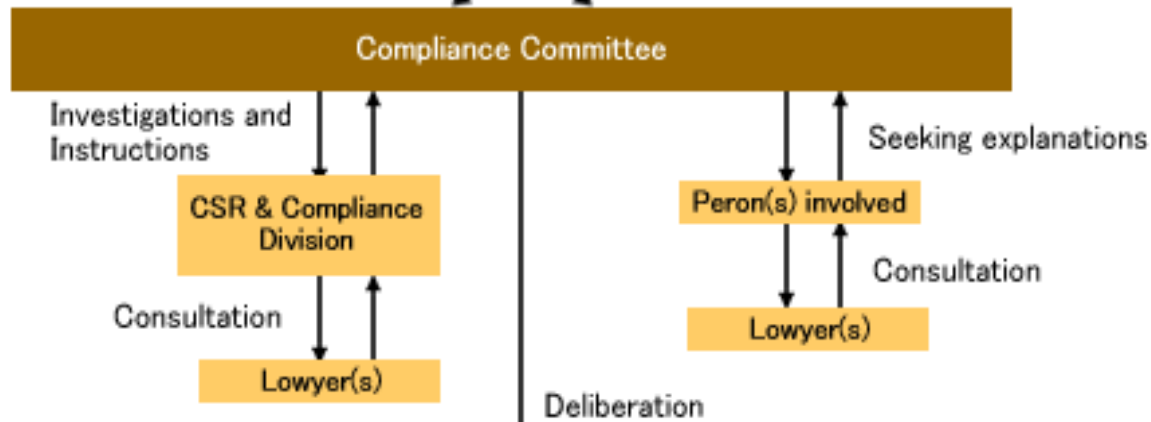 Compliance Committee
Investigations and
Instructions
Seeking explanations
CSR & Compliance
Division
Peron(s) involved
Consultation
Consultation
Lowyer(s)
Lowyer(s)
Deliberation